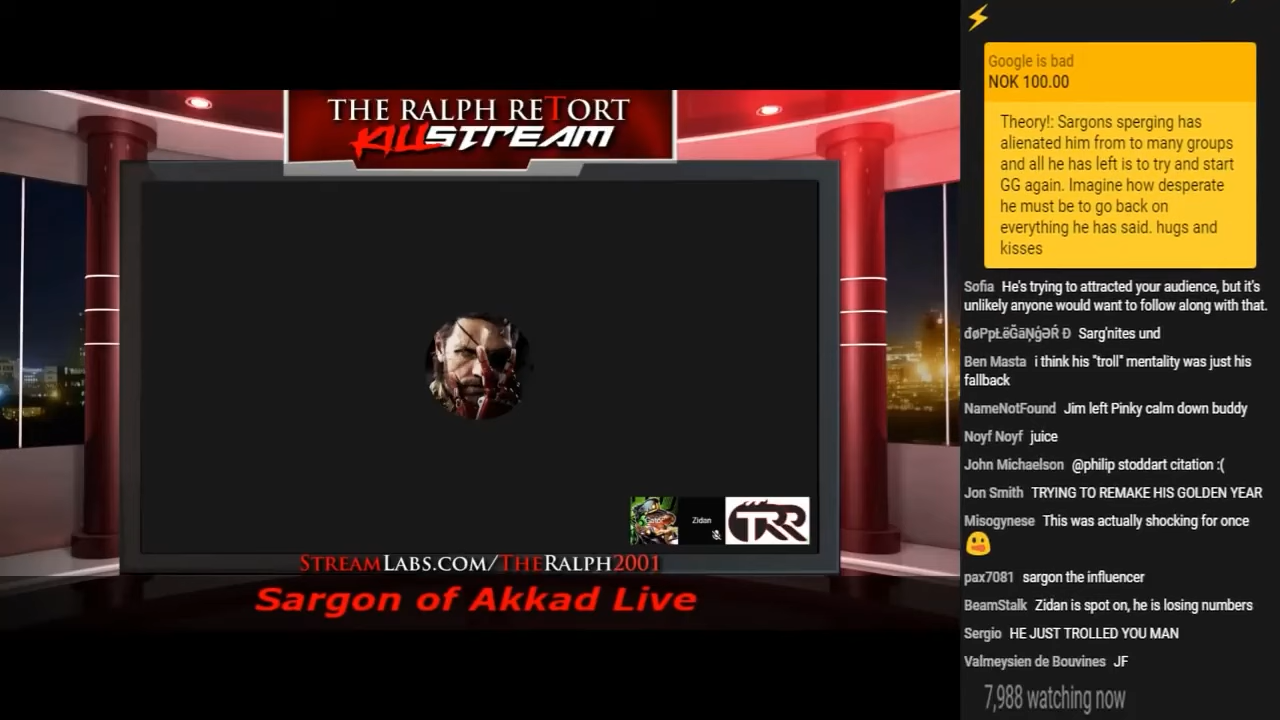 THE RALPH RETORT
KILLSTREAM
Gator
Zidan
TRR
STREAMLABS.COM/THERALPH2001
Sargon of Akkad Live
Google is bad
NOK 100.00
Theory!: Sargons sperging has
alienated him from to many groups
and all he has left is to try and start
GG again. Imagine how desperate
he must be to go back on
everything he has said. hugs and
kisses
Sofia He's trying to attracted your audience, but it's
unlikely anyone would want to follow along with that.
Sarg'nites und
Ben Masta i think his "troll" mentality was just his
fallback
NameNotFound Jim left Pinky calm down buddy
Noyf Noyf juice
John Michaelson @philip stoddart citation :(
Jon Smith TRYING TO REMAKE HIS GOLDEN YEAR
Misogynese This was actually shocking for once
pax7081 sargon the influencer
BeamStalk Zidan is spot on, he is losing numbers
Sergio HE JUST TROLLED YOU MAN
Valmeysien de Bouvines JF
7,988 watching now